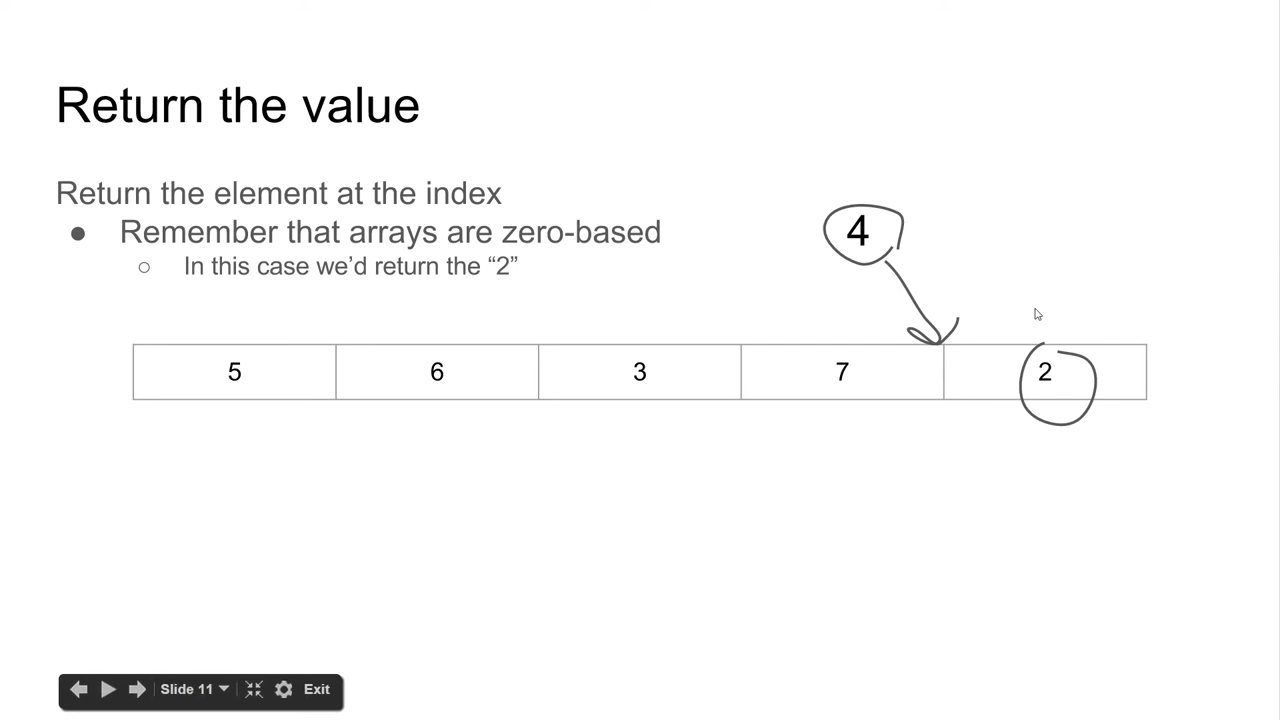 Return the value
Return the element at the index
● Remember that arrays are zero-based
○ In this case we’d return the “2”
4
5 6 3 7 2
Slide 11 Exit